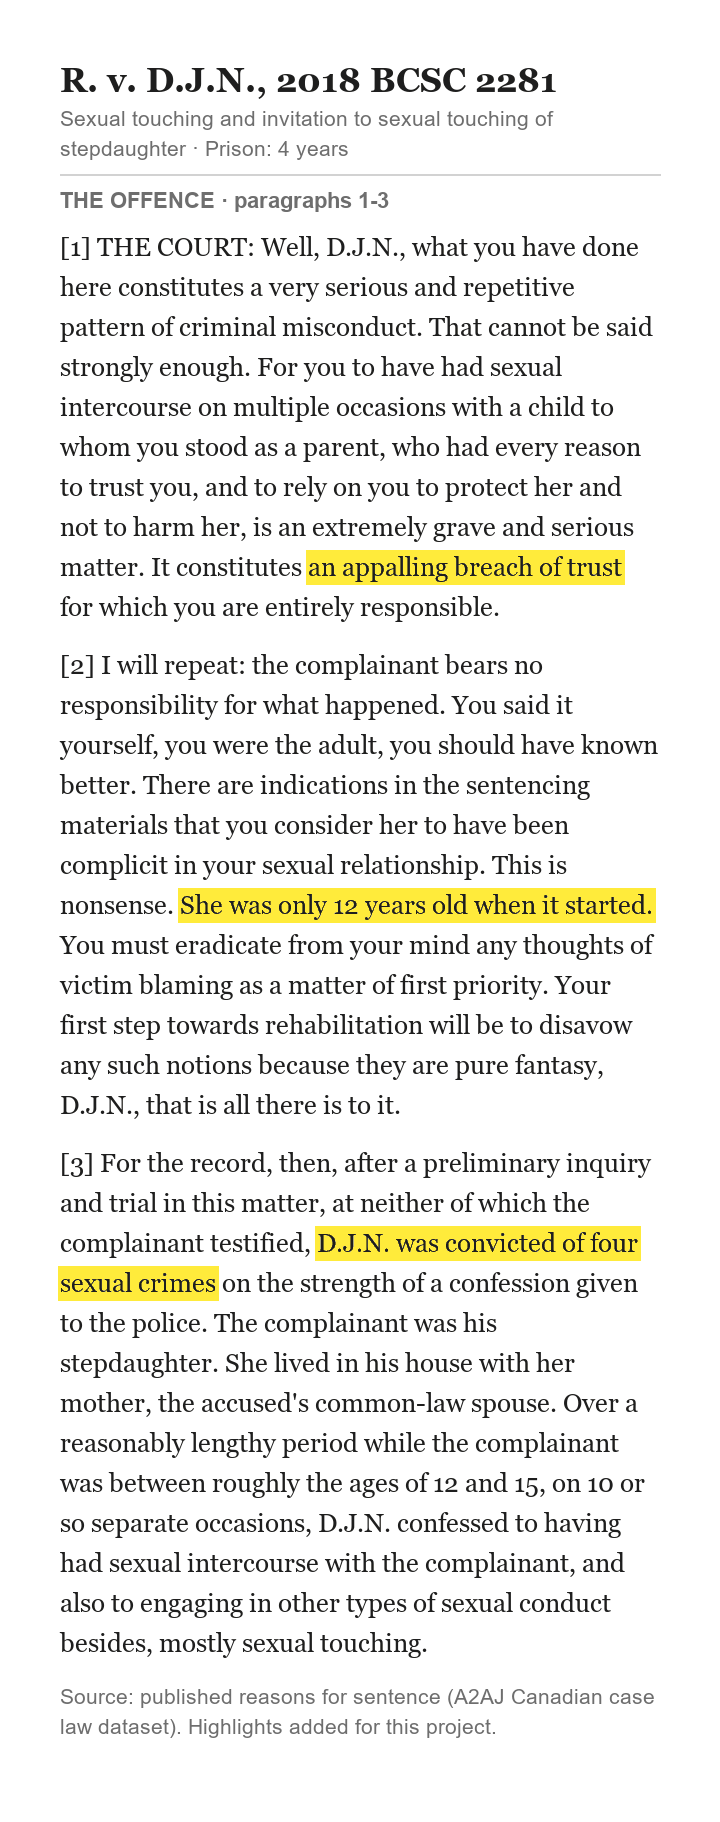 R. v. D.J.N., 2018 BCSC 2281
Sexual touching and invitation to sexual touching of
stepdaughter · Prison: 4 years
THE OFFENCE · paragraphs 1-3
[1] THE COURT: Well, D.J.N., what you have done
here constitutes a very serious and repetitive
pattern of criminal misconduct. That cannot be said
strongly enough. For you to have had sexual
intercourse on multiple occasions with a child to
whom you stood as a parent, who had every reason
to trust you, and to rely on you to protect her and
not to harm her, is an extremely grave and serious
matter. It constitutes an appalling breach of trust
for which you are entirely responsible.
[2] I will repeat: the complainant bears no
responsibility for what happened. You said it
yourself, you were the adult, you should have known
better. There are indications in the sentencing
materials that you consider her to have been
complicit in your sexual relationship. This is
nonsense. She was only 12 years old when it started.
You must eradicate from your mind any thoughts of
victim blaming as a matter of first priority. Your
first step towards rehabilitation will be to disavow
any such notions because they are pure fantasy,
D.J.N., that is all there is to it.
[3] For the record, then, after a preliminary inquiry
and trial in this matter, at neither of which the
complainant testified, D.J.N. was convicted of four
sexual crimes on the strength of a confession given
to the police. The complainant was his
stepdaughter. She lived in his house with her
mother, the accused's common-law spouse. Over a
reasonably lengthy period while the complainant
was between roughly the ages of 12 and 15, on 10 or
so separate occasions, D.J.N. confessed to having
had sexual intercourse with the complainant, and
also to engaging in other types of sexual conduct
besides, mostly sexual touching.
Source: published reasons for sentence (A2AJ Canadian case
law dataset). Highlights added for this project.